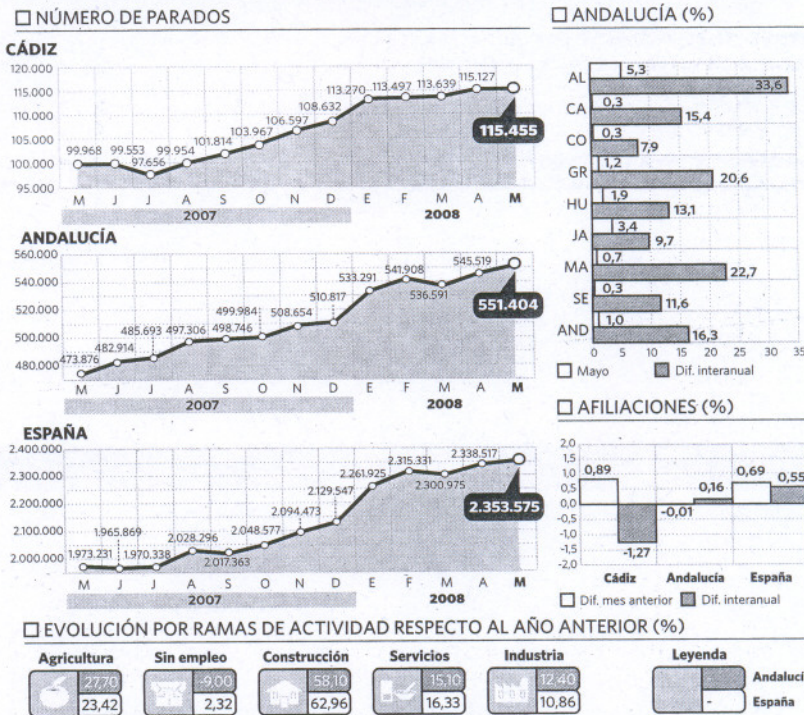 NÚMERO DE PARADOS
CÁDIZ
120.000
115.000
110.000
105.000
100.000
95.000
99.968 99.553 97.656 99.954 101.814 103.967 106.597 108.632 113.270 113.497 113.639 115.127
115.455
M J J A S O N D E F M A M
2007 2008
ANDALUCÍA
560.000
540.000
520.000
500.000
480.000
473.876 482.914 485.693 497.306 498.746 499.984 508.654 510.817 533.291 541.908 536.591 545.519
551.404
M J J A S O N D E F M A M
2007 2008
ESPAÑA
2.400.000
2.300.000
2.200.000
2.100.000
2.000.000
1.973.231 1.965.869 1.970.338 2.028.296 2.017.363 2.048.577 2.094.473 2.129.547 2.261.925 2.315.331 2.300.975 2.338.517
2.353.575
M J J A S O N D E F M A M
2007 2008
ANDALUCÍA (%)
AL 5,3 33,6
CA 0,3 15,4
CO 0,3 7,9
GR 1,2 20,6
HU 1,9 13,1
JA 3,4 9,7
MA 0,7 22,7
SE 0,3 11,6
AND 1,0 16,3
0 5 10 15 20 25 30 35
Mayo Dif. interanual
AFILIACIONES (%)
2,0
1,5
1,0
0,5
0,0
-0,5
-1,0
-1,5
-2,0
0,89 -1,27 -0,01 0,16 0,69 0,55
Cádiz Andalucía España
Dif. mes anterior Dif. interanual
EVOLUCIÓN POR RAMAS DE ACTIVIDAD RESPECTO AL AÑO ANTERIOR (%)
Agricultura Sin empleo Construcción Servicios Industria Leyenda
27,70 -9,00 58,10 15,10 12,40 - Andalucí
23,42 2,32 62,96 16,33 10,86 - España